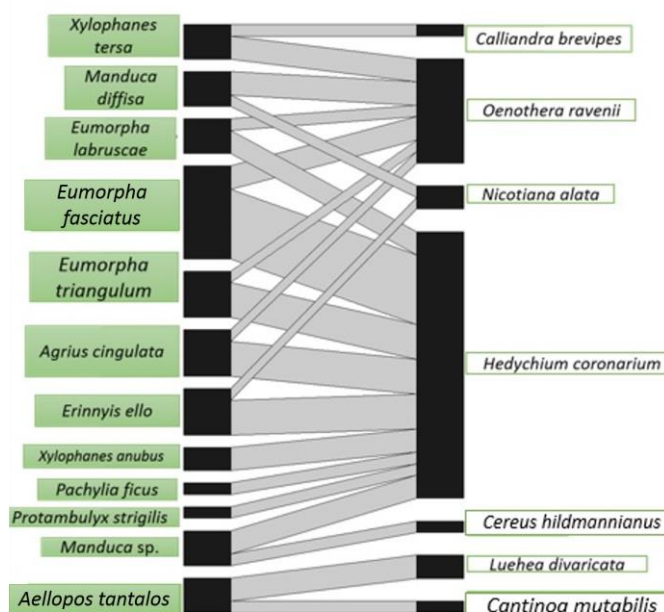 Xylophanes
tersa
Manduca
diffisa
Eumorpha
labruscae
Eumorpha
fasciatus
Eumorpha
triangulum
Agrius cingulata
Erinnyis ello
Xylophanes anubus
Pachylia ficus
Protambulyx strigilis
Manduca sp.
Aellopos tantalos
Calliandra brevipes
Oenothera ravenii
Nicotiana alata
Hedychium coronarium
Cereus hildmannianus
Luehea divaricata
Cantinoa mutabilis